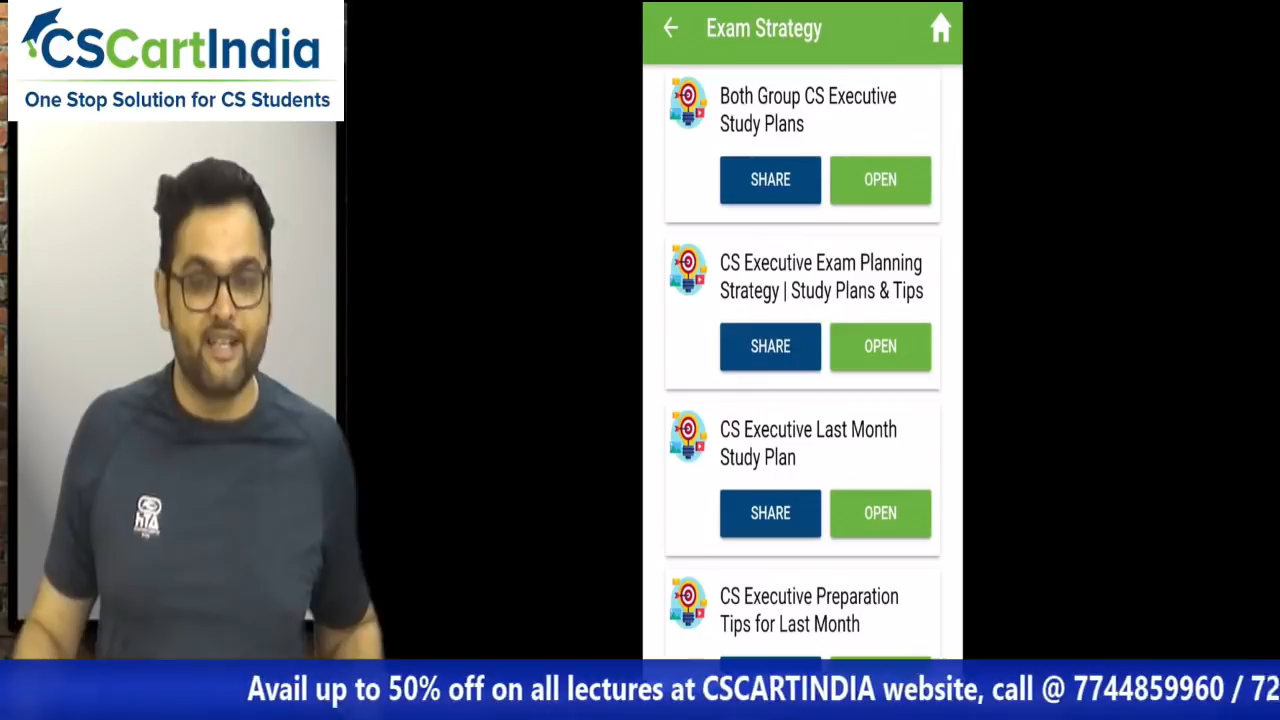 CSCartIndia
One Stop Solution for CS Students
Exam Strategy
Both Group CS Executive
Study Plans
SHARE OPEN
CS Executive Exam Planning
Strategy | Study Plans & Tips
SHARE OPEN
CS Executive Last Month
Study Plan
SHARE OPEN
CS Executive Preparation
Tips for Last Month
Avail up to 50% off on all lectures at CSCARTINDIA website, call @ 7744859960 / 72